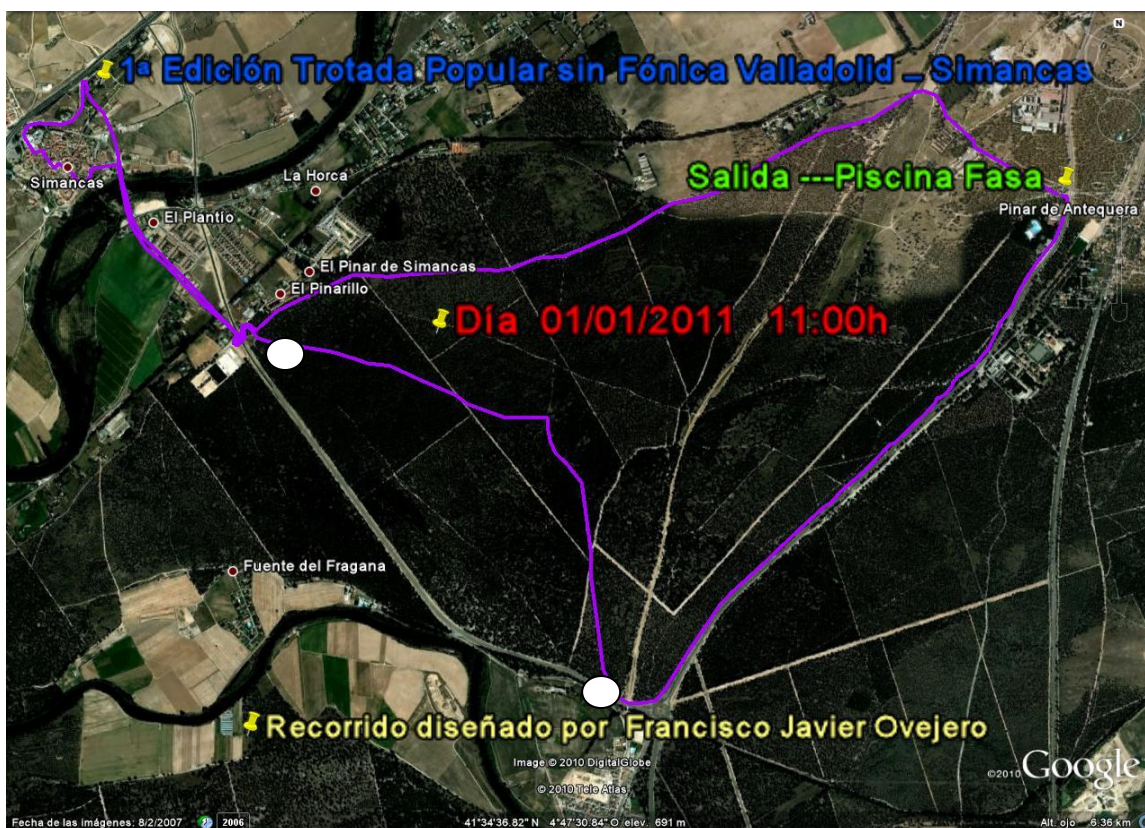 N
1ª Edición Trotada Popular sin Fónica Valladolid – Simancas
Salida ---Piscina Fasa
Simancas
La Horca
Pinar de Antequera
El Plantío
El Pinar de Simancas
El Pinarillo
Día 01/01/2011 11:00h
Fuente del Fragana
Recorrido diseñado por Francisco Javier Ovejero
Image © 2010 DigitalGlobe
© 2010 Tele Atlas
©2010 Google
Fecha de las imágenes: 8/2/2007 2006 41°34'36.82" N 4°47'30.84" O elev. 691 m Alt. ojo 6.36 km